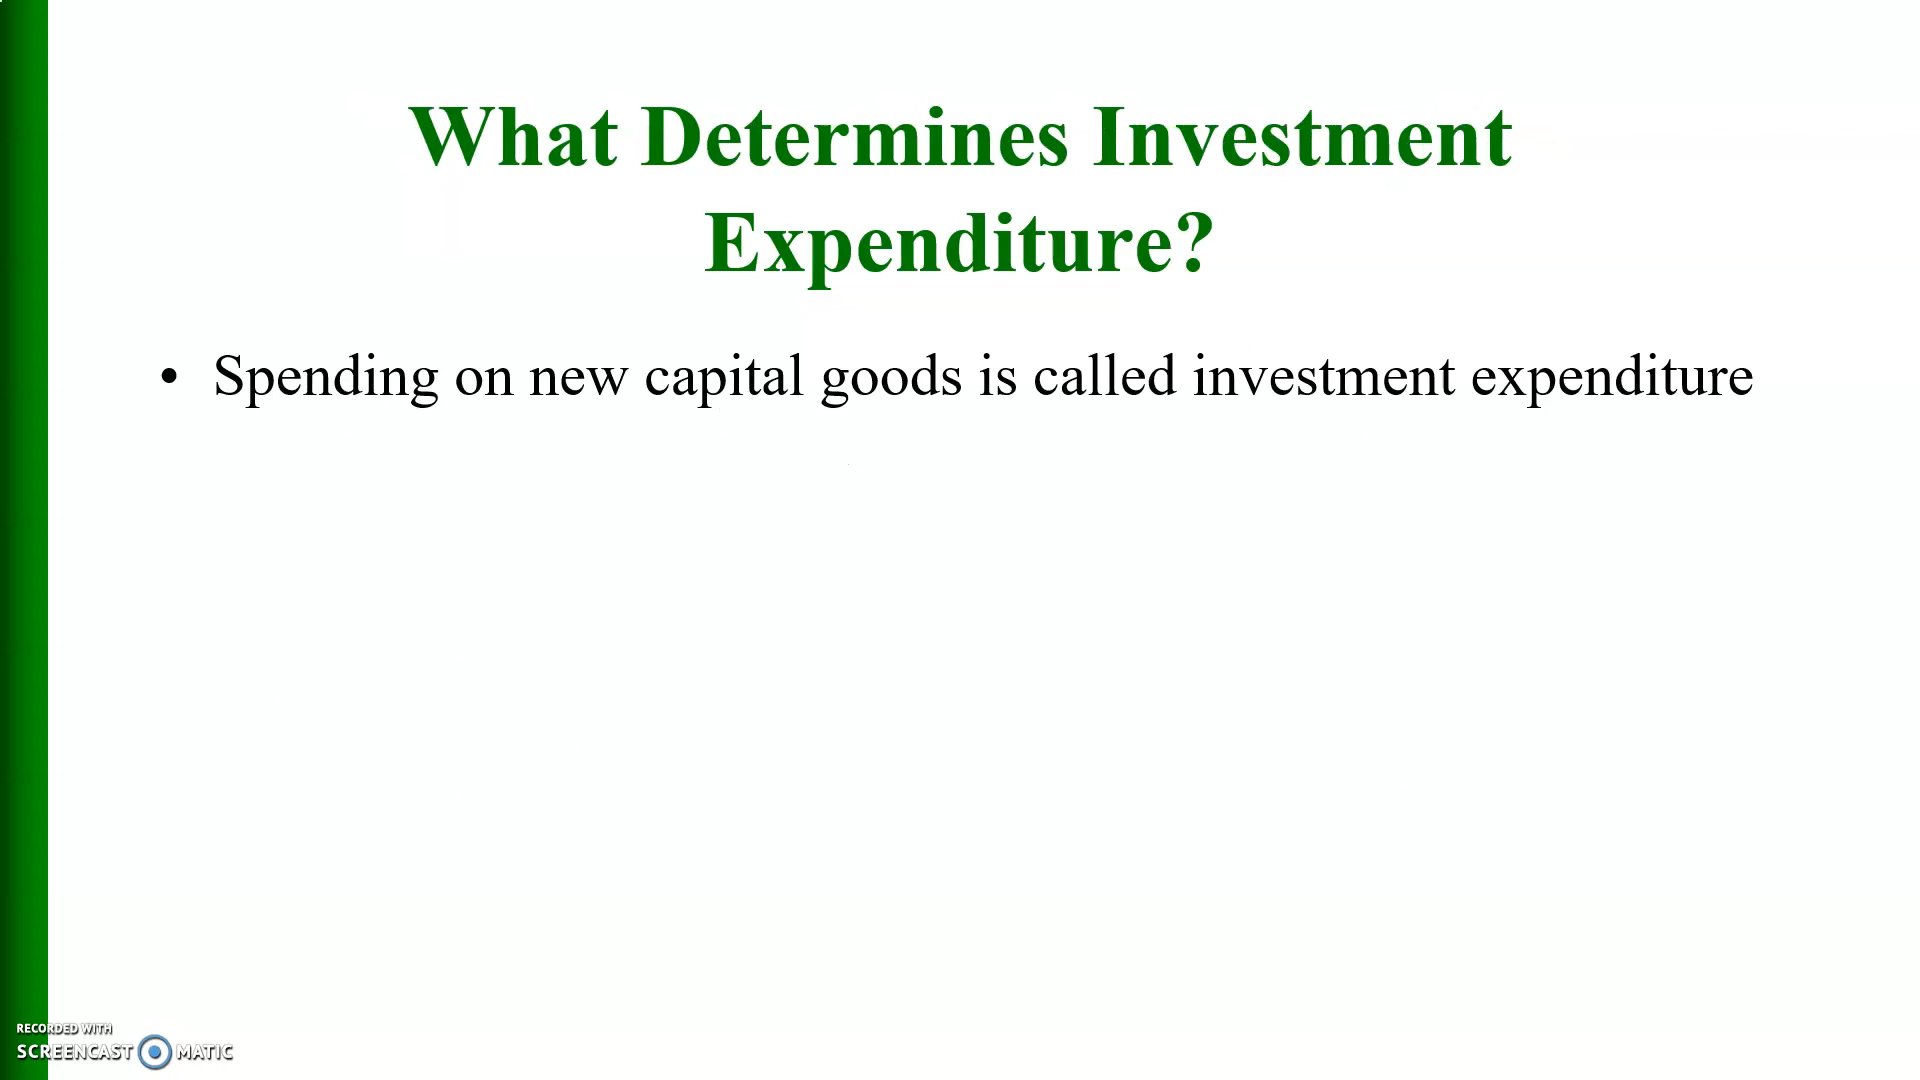 What Determines Investment
Expenditure?
• Spending on new capital goods is called investment expenditure
RECORDED WITH
SCREENCAST MATIC